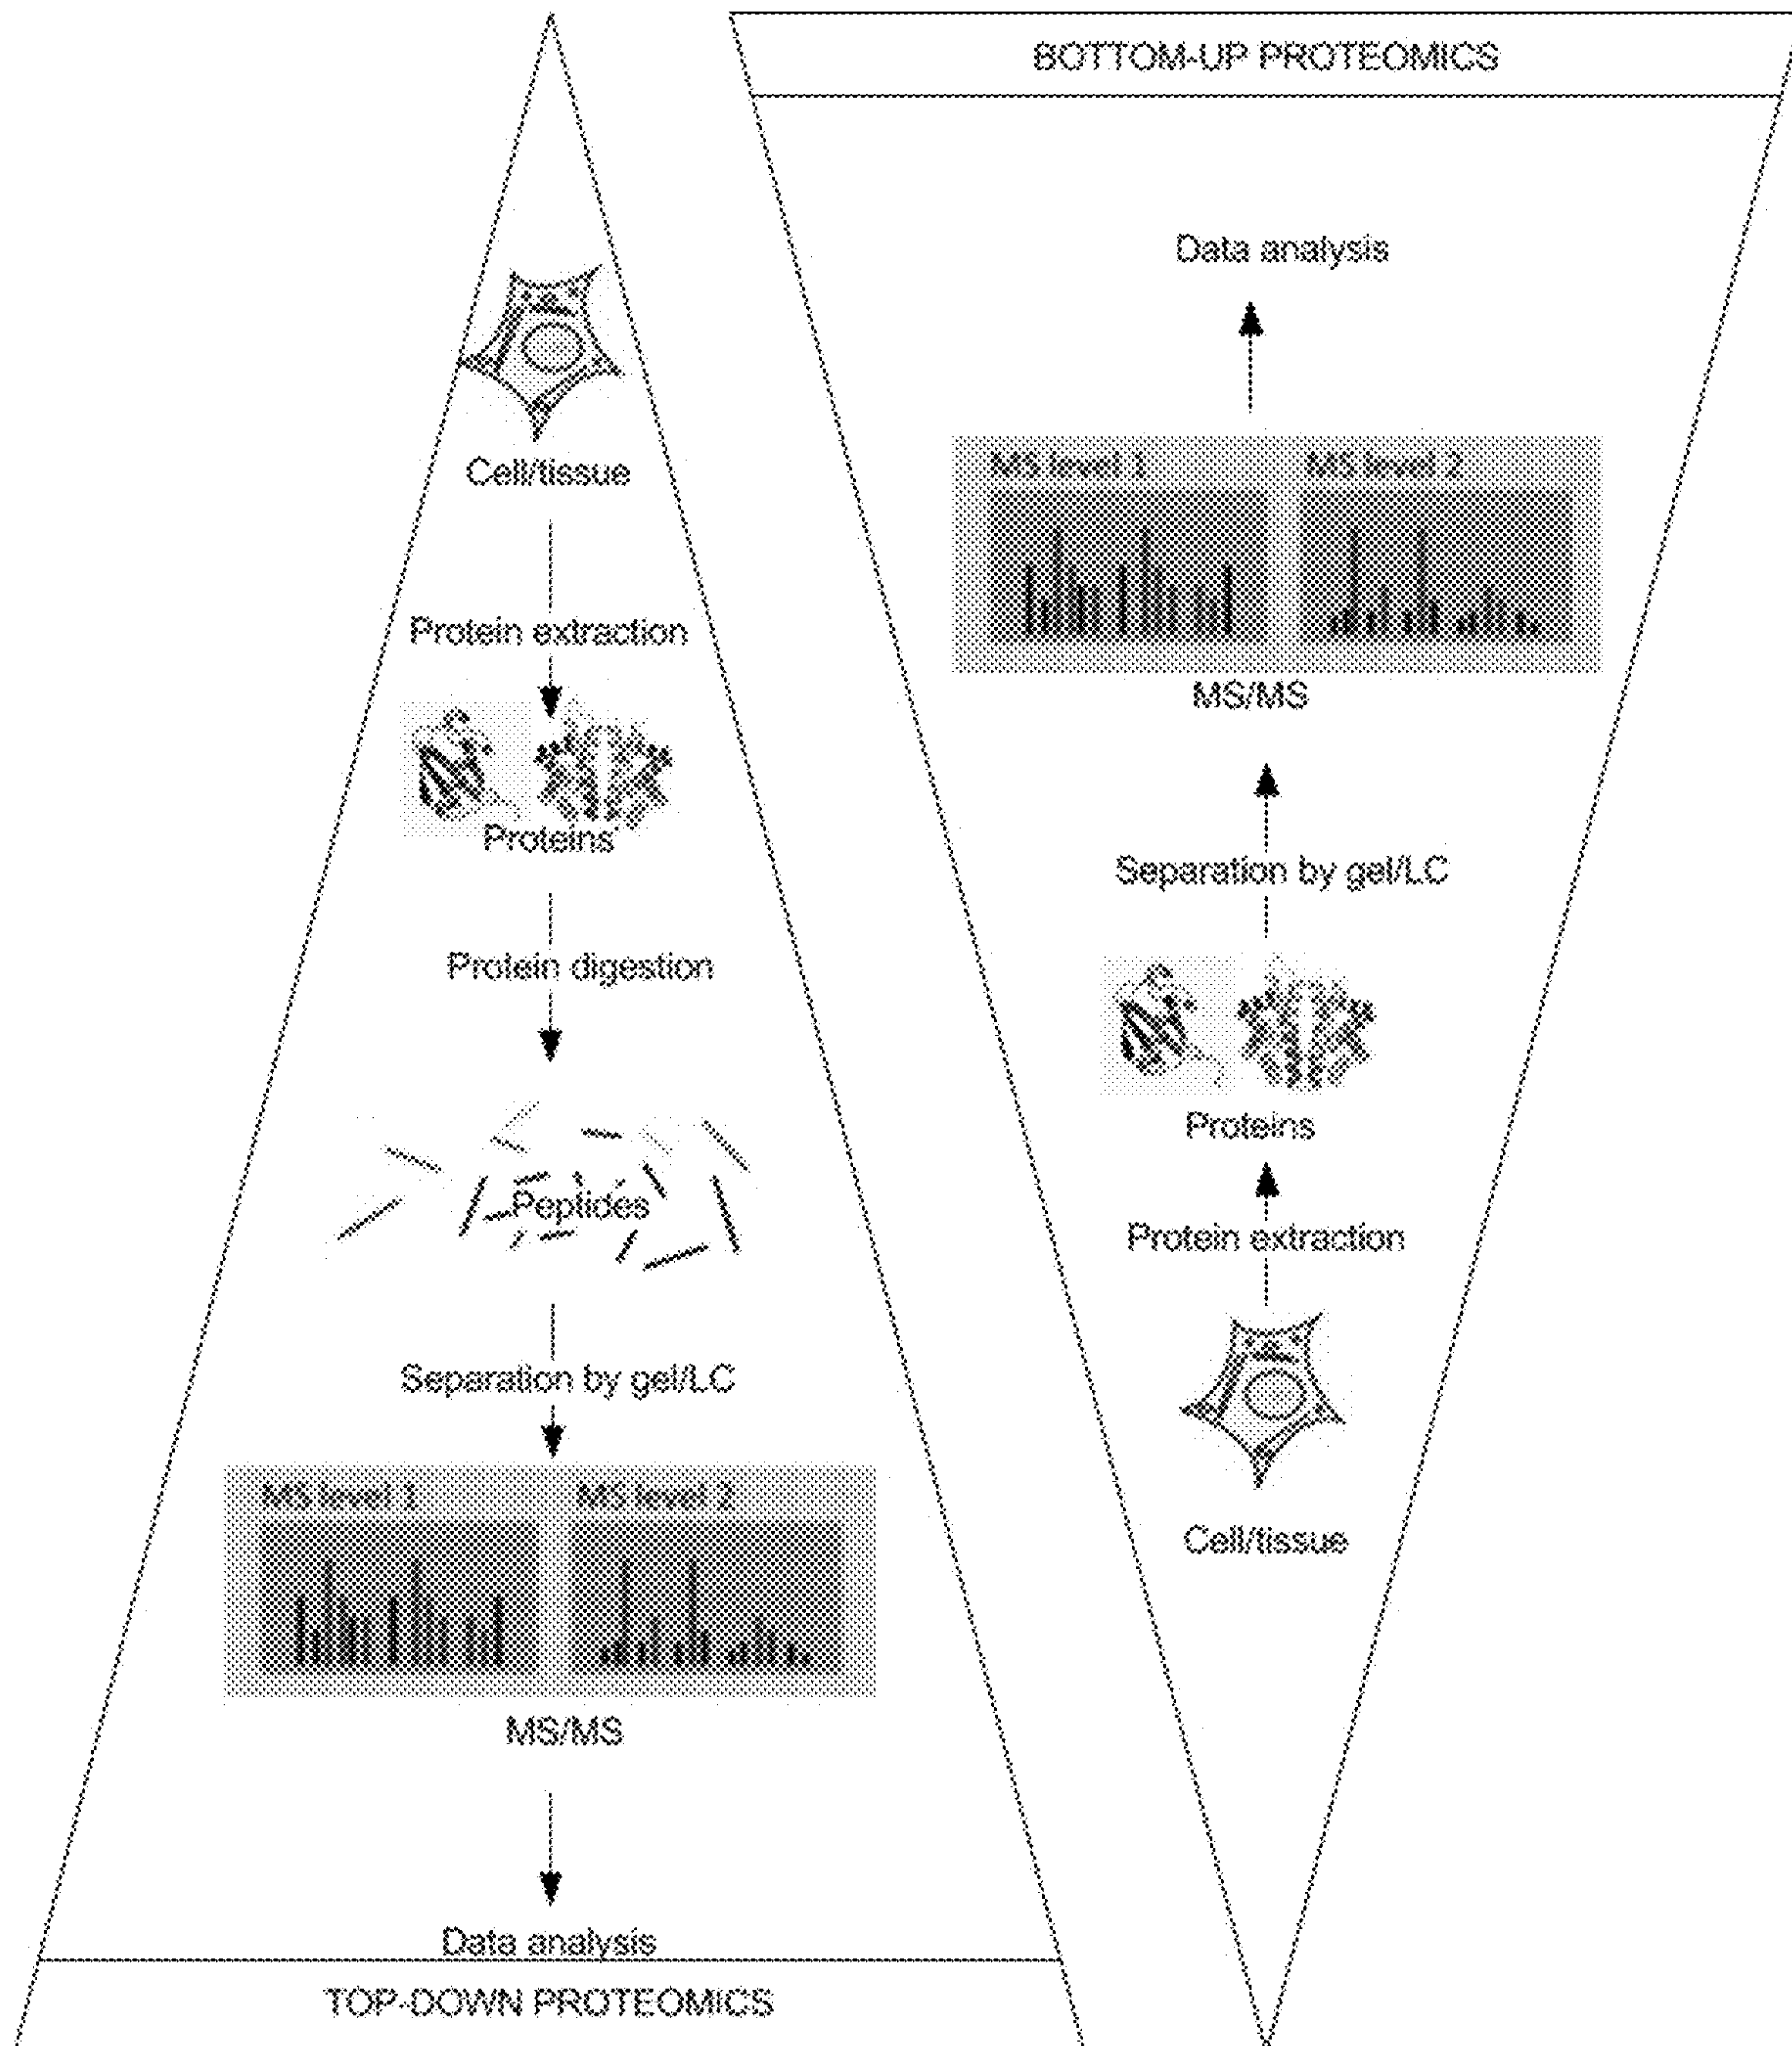 Cell/tissue
Protein extraction
Proteins
Protein digestion
Peptides
Separation by gel/LC
MS level 1
MS level 2
MS/MS
Data analysis
TOP-DOWN PROTEOMICS
BOTTOM-UP PROTEOMICS
Data analysis
MS level 1
MS level 2
MS/MS
Separation by gel/LC
Proteins
Protein extraction
Cell/tissue